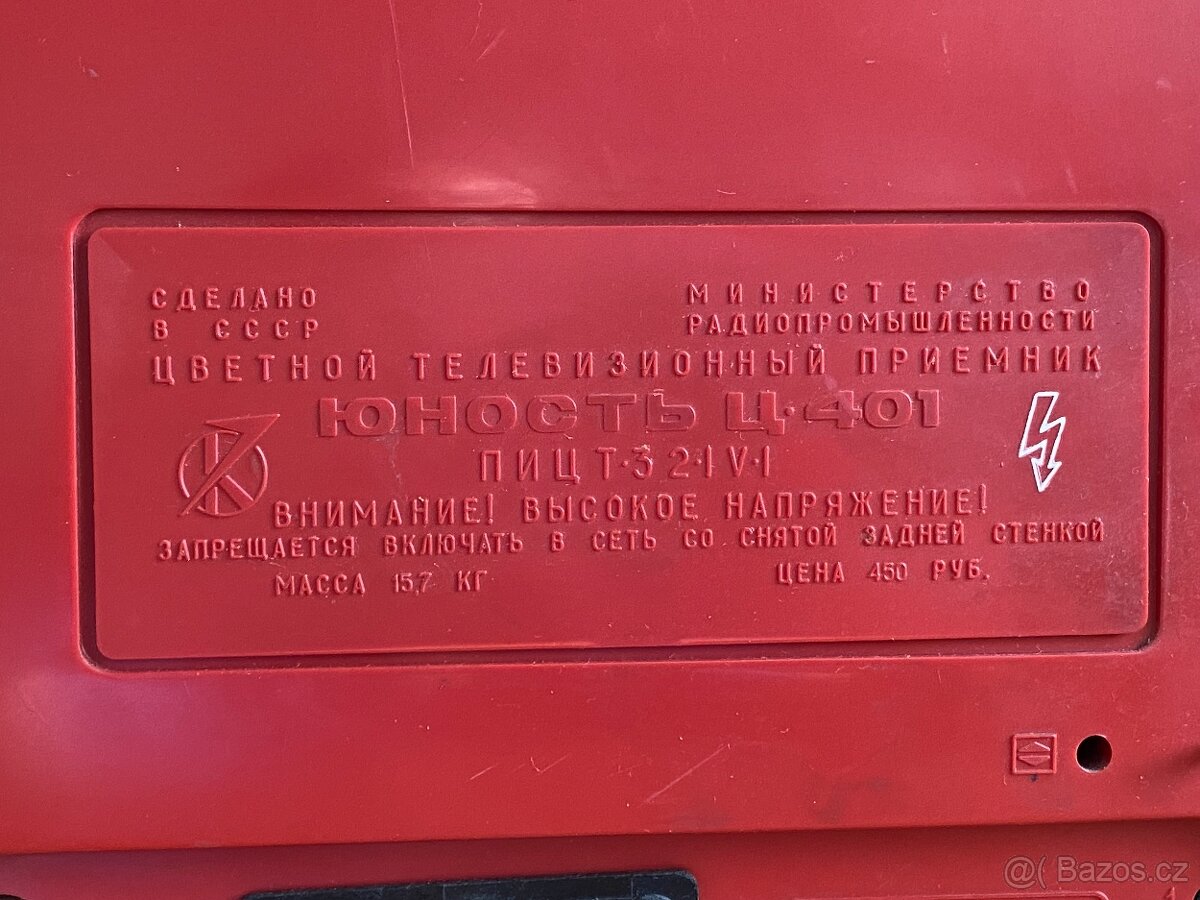 СДЕЛАНО
В СССР
МИНИСТЕРСТВО
РАДИОПРОМЫШЛЕННОСТИ
ЦВЕТНОЙ ТЕЛЕВИЗИОННЫЙ ПРИЕМНИК
ЮНОСТЬ Ц·401
ПИЦТ·32·IV·I
ВНИМАНИЕ! ВЫСОКОЕ НАПРЯЖЕНИЕ!
ЗАПРЕЩАЕТСЯ ВКЛЮЧАТЬ В СЕТЬ СО СНЯТОЙ ЗАДНЕЙ СТЕНКОЙ
МАССА 15,7 КГ
ЦЕНА 450 РУБ.
@( Bazos.cz